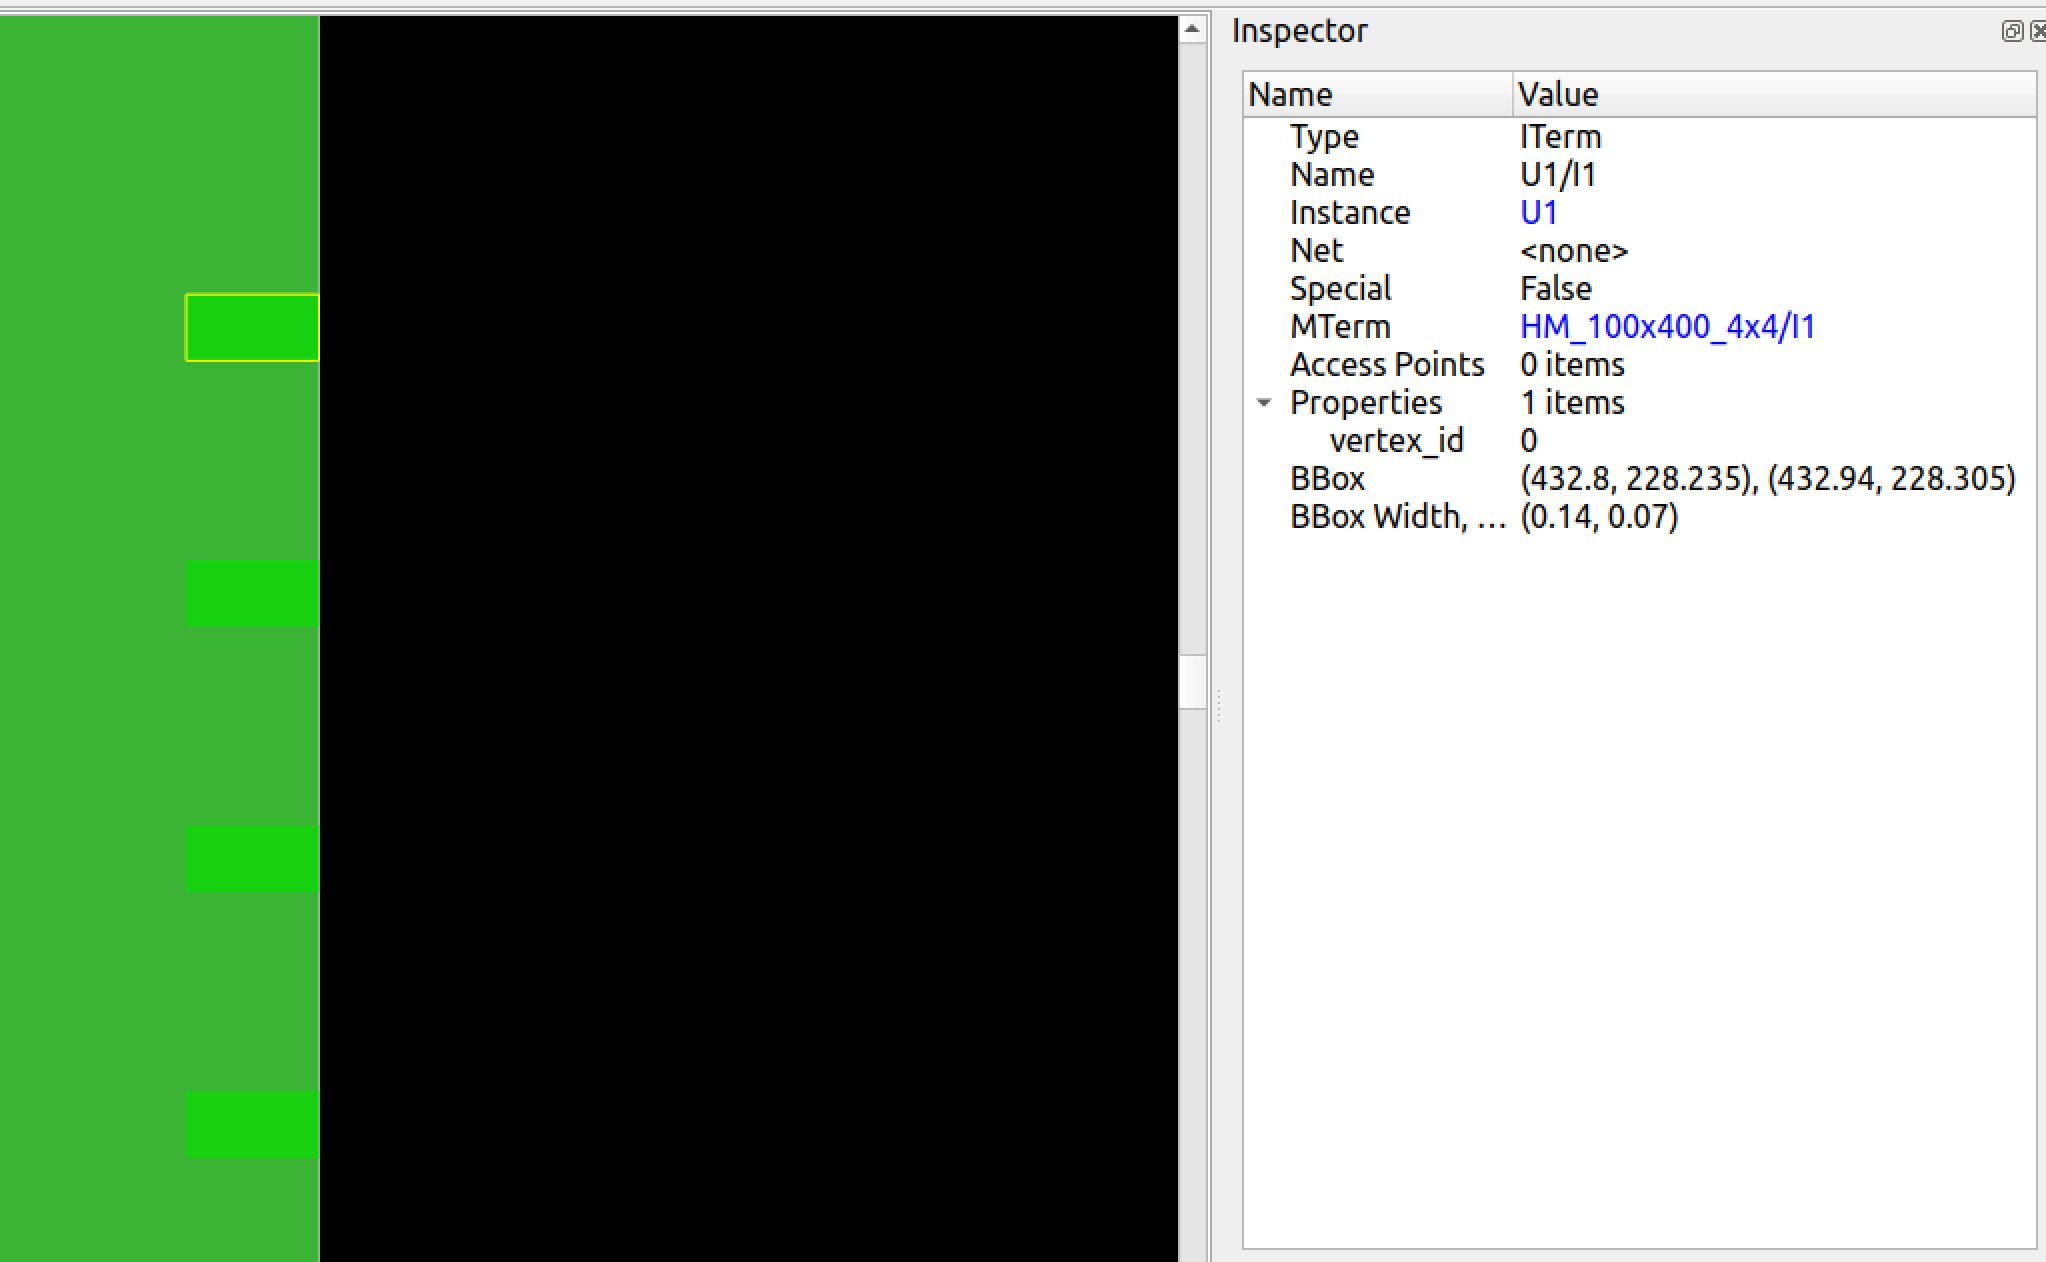 Inspector
Name Value
Type ITerm
Name U1/I1
Instance U1
Net <none>
Special False
MTerm HM_100x400_4x4/I1
Access Points 0 items
Properties 1 items
vertex_id 0
BBox (432.8, 228.235), (432.94, 228.305)
BBox Width, ... (0.14, 0.07)